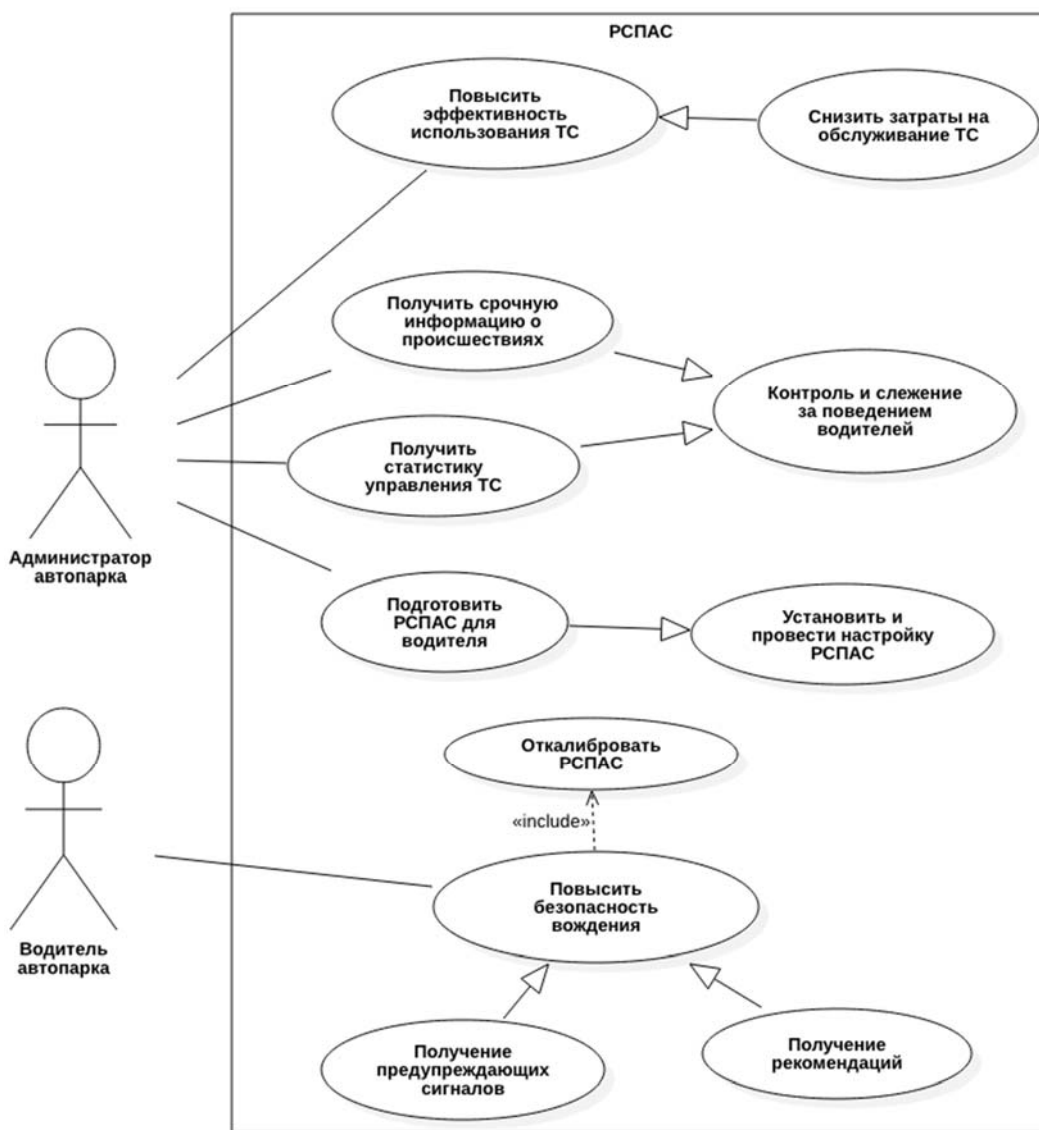 РСПАС
Повысить
эффективность
использования ТС
Снизить затраты на
обслуживание ТС
Получить срочную
информацию о
происшествиях
Контроль и слежение
за поведением
водителей
Получить
статистику
управления ТС
Администратор
автопарка
Подготовить
РСПАС для
водителя
Установить и
провести настройку
РСПАС
Откалибровать
РСПАС
«include»
Повысить
безопасность
вождения
Водитель
автопарка
Получение
предупреждающих
сигналов
Получение
рекомендаций